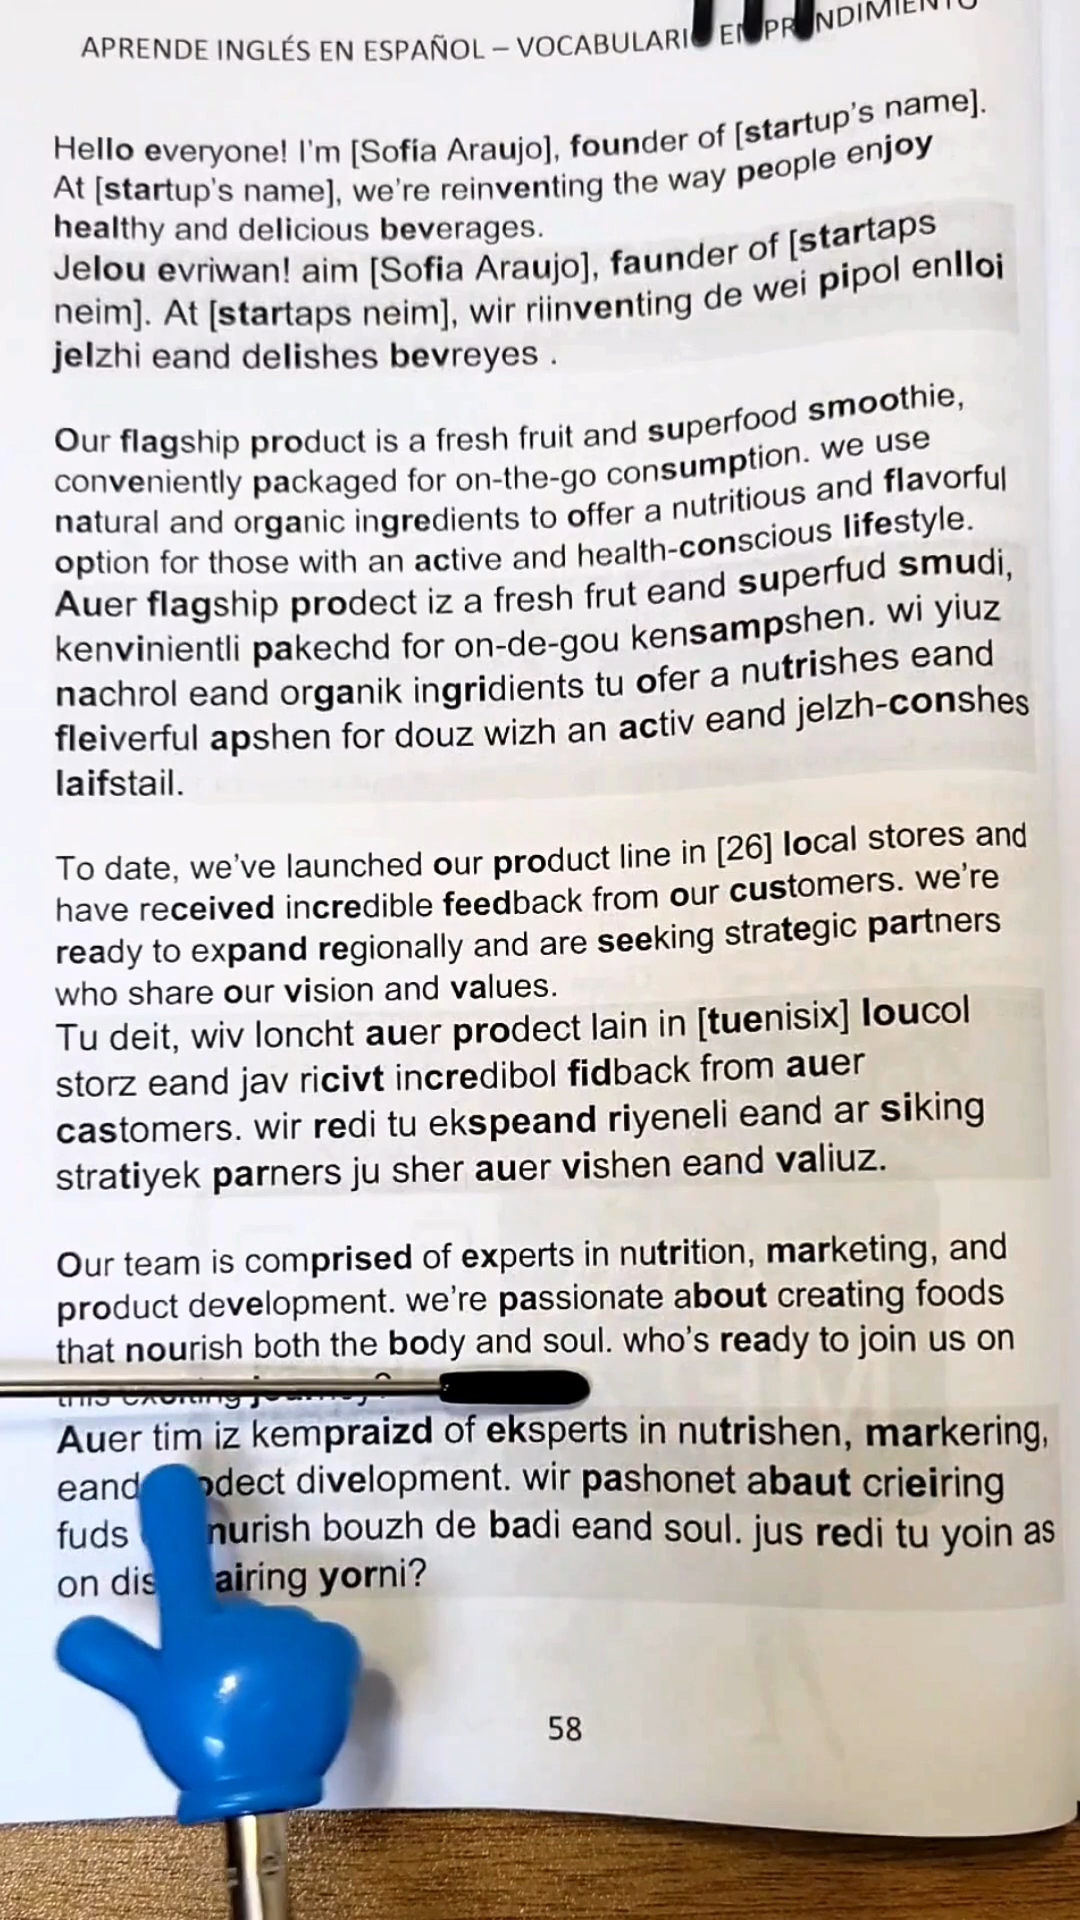 APRENDE INGLÉS EN ESPAÑOL – VOCABULARI EMPRENDIMIENTO
Hello everyone! I'm [Sofía Araujo], founder of [startup's name].
At [startup's name], we're reinventing the way people enjoy
healthy and delicious beverages.
Jelou evriwan! aim [Sofia Araujo], faunder of [startaps
neim]. At [startaps neim], wir riinventing de wei pipol enlloi
jelzhi eand delishes bevreyes .
Our flagship product is a fresh fruit and superfood smoothie,
conveniently packaged for on-the-go consumption. we use
natural and organic ingredients to offer a nutritious and flavorful
option for those with an active and health-conscious lifestyle.
Auer flagship prodect iz a fresh frut eand superfud smudi,
kenvinientli pakechd for on-de-gou kensampshen. wi yiuz
nachrol eand organik ingridients tu ofer a nutrishes eand
fleiverful apshen for douz wizh an activ eand jelzh-conshes
laifstail.
To date, we've launched our product line in [26] local stores and
have received incredible feedback from our customers. we're
ready to expand regionally and are seeking strategic partners
who share our vision and values.
Tu deit, wiv loncht auer prodect lain in [tuenisix] loucol
storz eand jav ricivt incredibol fidback from auer
castomers. wir redi tu ekspeand riyeneli eand ar siking
stratiyek parners ju sher auer vishen eand valiuz.
Our team is comprised of experts in nutrition, marketing, and
product development. we're passionate about creating foods
that nourish both the body and soul. who's ready to join us on
this exciting journey?
Auer tim iz kempraizd of eksperts in nutrishen, markering,
eand divelopment. wir pashonet abaut crieiring
fuds nurish bouzh de badi eand soul. jus redi tu yoin as
on dis yorni?
58